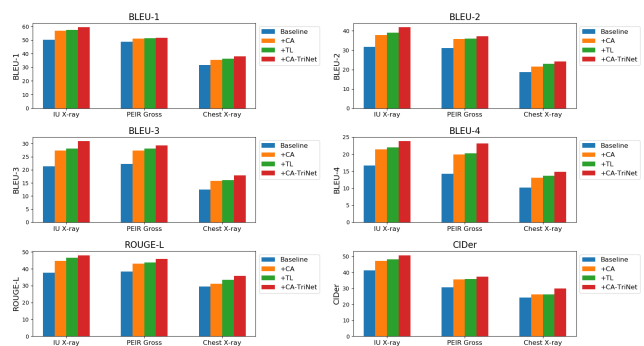 BLEU-1
BLEU-1
60
50
40
30
20
10
0
IU X-ray PEIR Gross Chest X-ray
Baseline
+CA
+TL
+CA-TriNet
BLEU-2
BLEU-2
40
30
20
10
0
IU X-ray PEIR Gross Chest X-ray
Baseline
+CA
+TL
+CA-TriNet
BLEU-3
BLEU-3
30
25
20
15
10
5
0
IU X-ray PEIR Gross Chest X-ray
Baseline
+CA
+TL
+CA-TriNet
BLEU-4
BLEU-4
25
20
15
10
5
0
IU X-ray PEIR Gross Chest X-ray
Baseline
+CA
+TL
+CA-TriNet
ROUGE-L
ROUGE-L
50
40
30
20
10
0
IU X-ray PEIR Gross Chest X-ray
Baseline
+CA
+TL
+CA-TriNet
CIDer
CIDer
50
40
30
20
10
0
IU X-ray PEIR Gross Chest X-ray
Baseline
+CA
+TL
+CA-TriNet